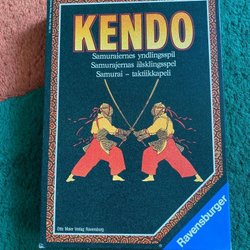 KENDO
Samuraiernes yndlingsspil
Samurajernas älsklingsspel
Samurai – taktiikkapeli
Otto Maier Verlag Ravensburg
Ravensburger